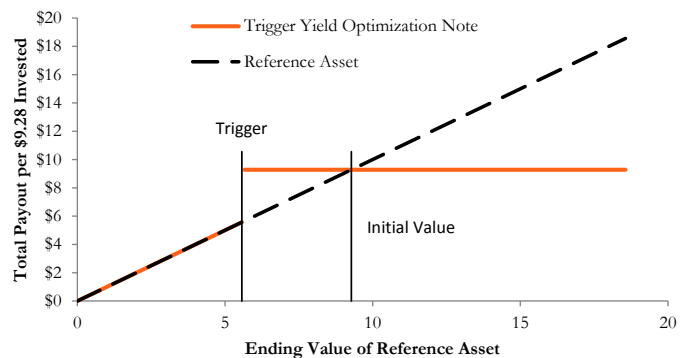 $20
$18
$16
$14
$12
$10
$8
$6
$4
$2
$0
Total Payout per $9.28 Invested
Trigger Yield Optimization Note
Reference Asset
Trigger
Initial Value
0
5
10
15
20
Ending Value of Reference Asset